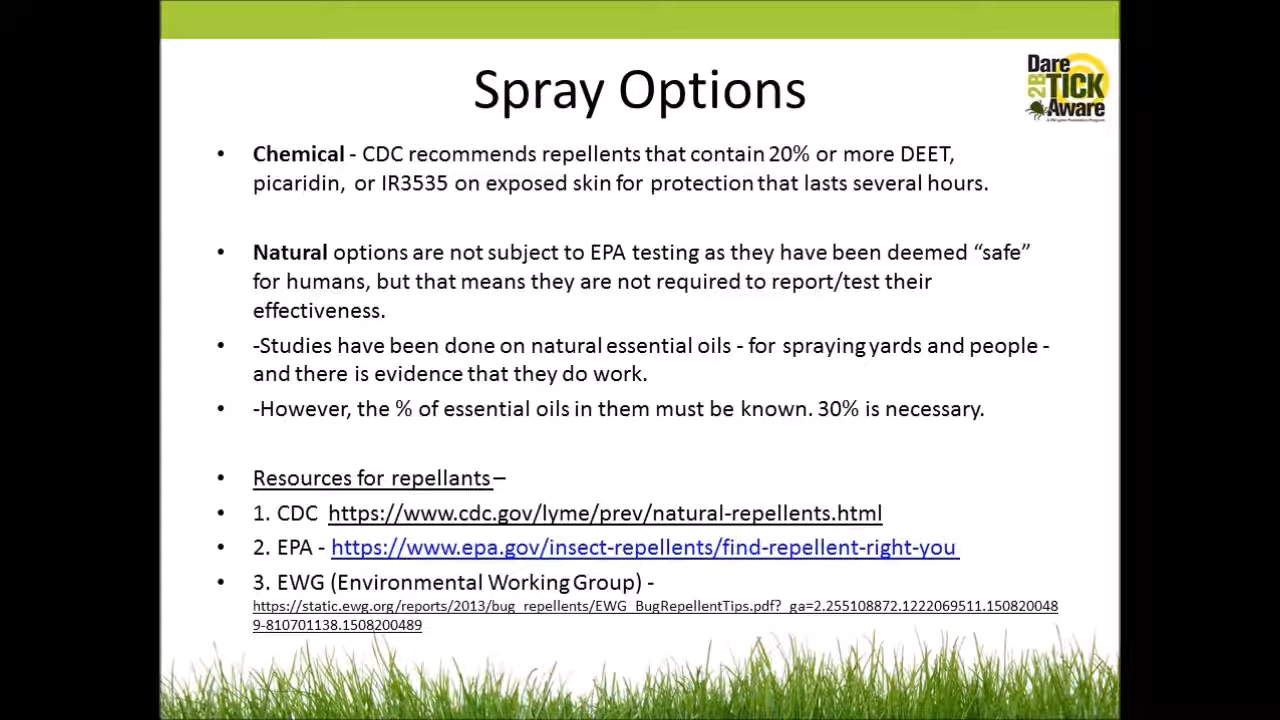 Spray Options
Dare
2B
TICK
Aware
• Chemical - CDC recommends repellents that contain 20% or more DEET,
picaridin, or IR3535 on exposed skin for protection that lasts several hours.
• Natural options are not subject to EPA testing as they have been deemed “safe”
for humans, but that means they are not required to report/test their
effectiveness.
• -Studies have been done on natural essential oils - for spraying yards and people -
and there is evidence that they do work.
• -However, the % of essential oils in them must be known. 30% is necessary.
• Resources for repellants –
• 1. CDC https://www.cdc.gov/lyme/prev/natural-repellents.html
• 2. EPA - https://www.epa.gov/insect-repellents/find-repellent-right-you
• 3. EWG (Environmental Working Group) -
https://static.ewg.org/reports/2013/bug_repellents/EWG_BugRepellentTips.pdf?_ga=2.255108872.1222069511.150820048
9-810701138.1508200489